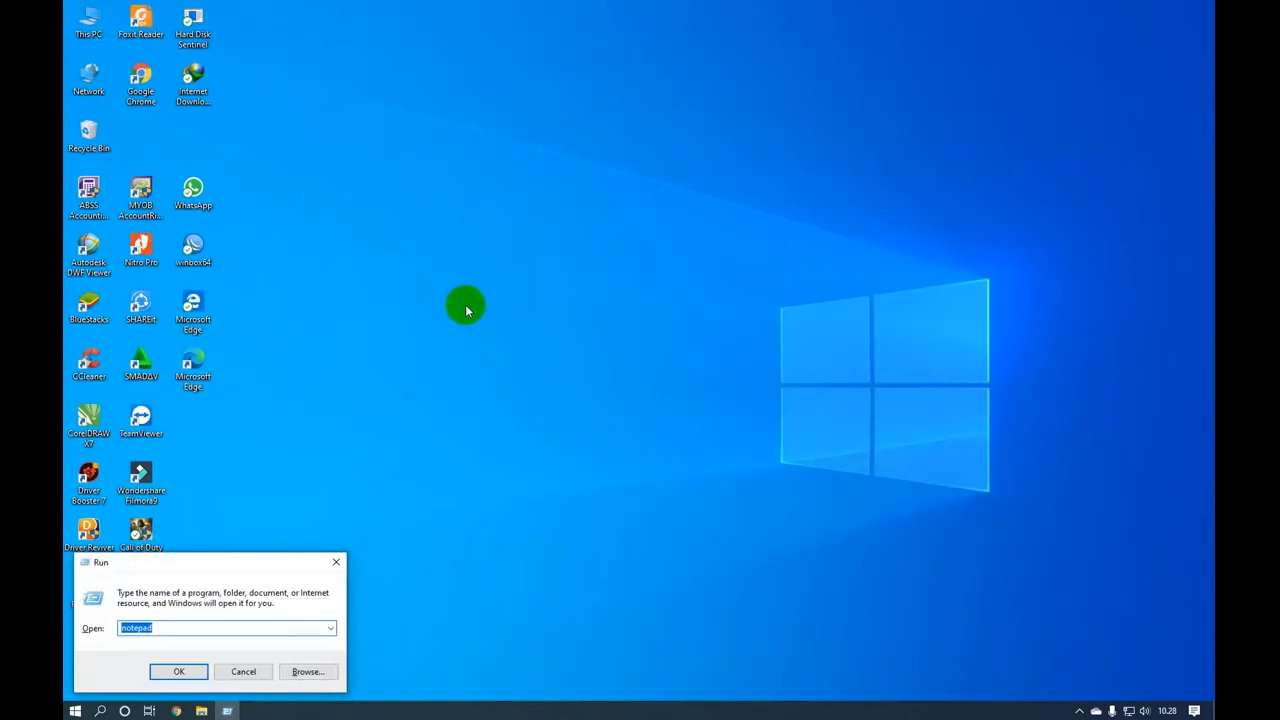 This PC
Foxit Reader
Hard Disk
Sentinel
Network
Google
Chrome
Internet
Downlo...
Recycle Bin
ABSS
Accounti...
MYOB
AccountRi...
WhatsApp
Autodesk
DWF Viewer
Nitro Pro
winbox64
BlueStacks
SHAREit
Microsoft
Edge
CCleaner
SMADΔV
Microsoft
Edge
CorelDRAW
X7
TeamViewer
Driver
Booster 7
Wondershare
Filmora9
Driver Reviver
Call of Duty
Run
Type the name of a program, folder, document, or Internet
resource, and Windows will open it for you.
Open:
notepad
OK
Cancel
Browse...
10.28